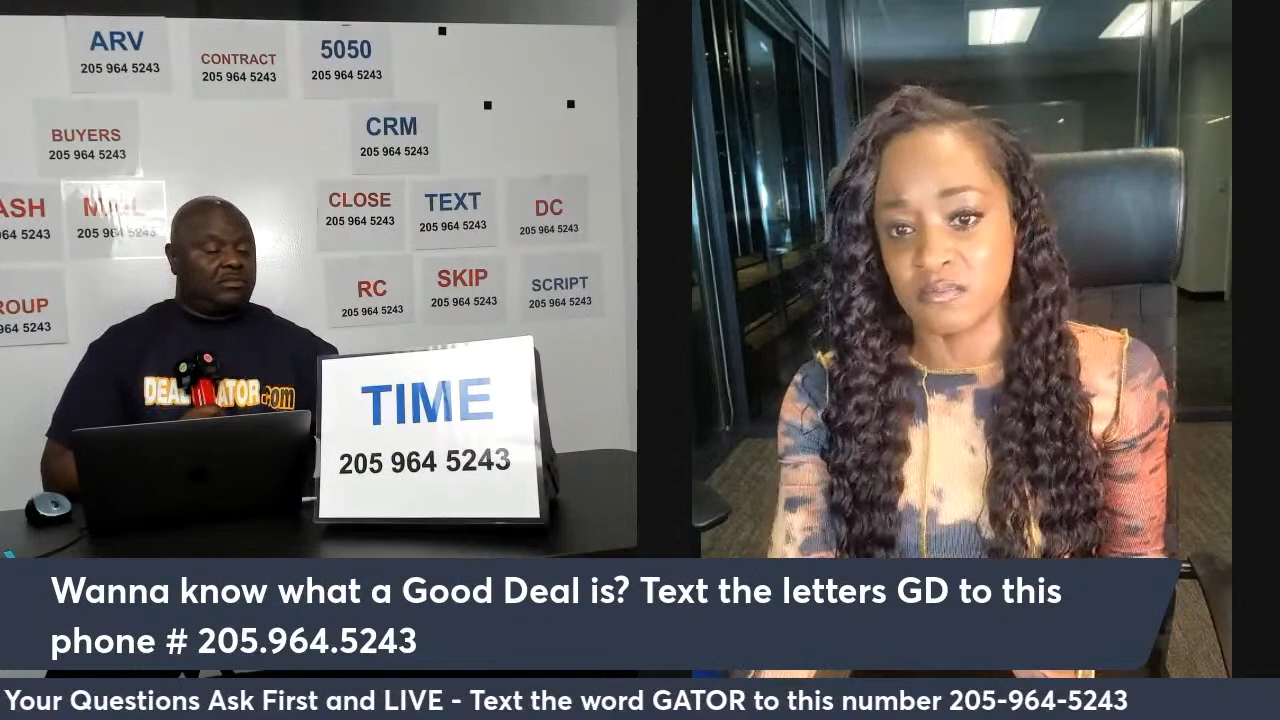 ARV
205 964 5243
CONTRACT
205 964 5243
5050
205 964 5243
BUYERS
205 964 5243
CRM
205 964 5243
ASH
964 5243
205 964 5243
CLOSE
205 964 5243
TEXT
205 964 5243
DC
205 964 5243
ROUP
964 5243
RC
205 964 5243
SKIP
205 964 5243
SCRIPT
205 964 5243
TIME
205 964 5243
Wanna know what a Good Deal is? Text the letters GD to this
phone # 205.964.5243
Your Questions Ask First and LIVE - Text the word GATOR to this number 205-964-5243